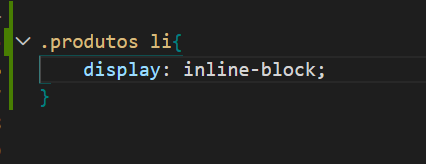 .produtos li{
display: inline-block;
}